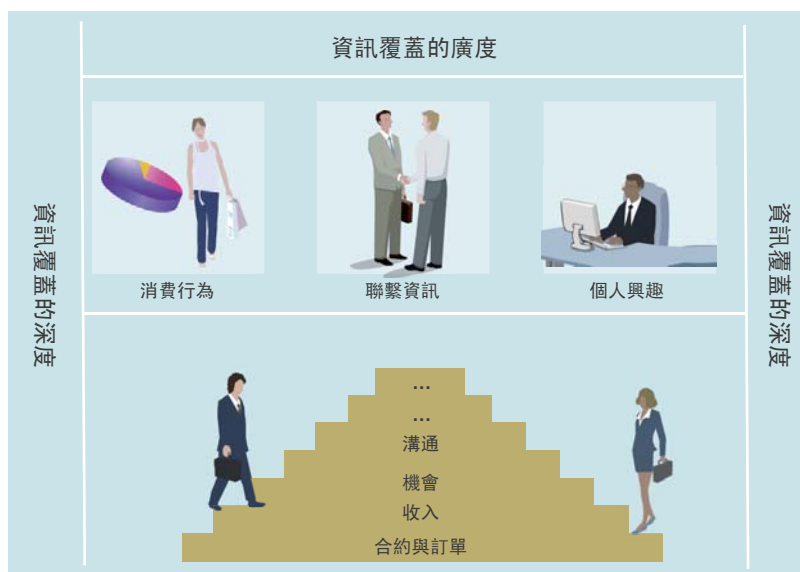 資訊覆蓋的廣度
資訊覆蓋的深度
消費行為
聯繫資訊
個人興趣
資訊覆蓋的深度
...
...
溝通
機會
收入
合約與訂單